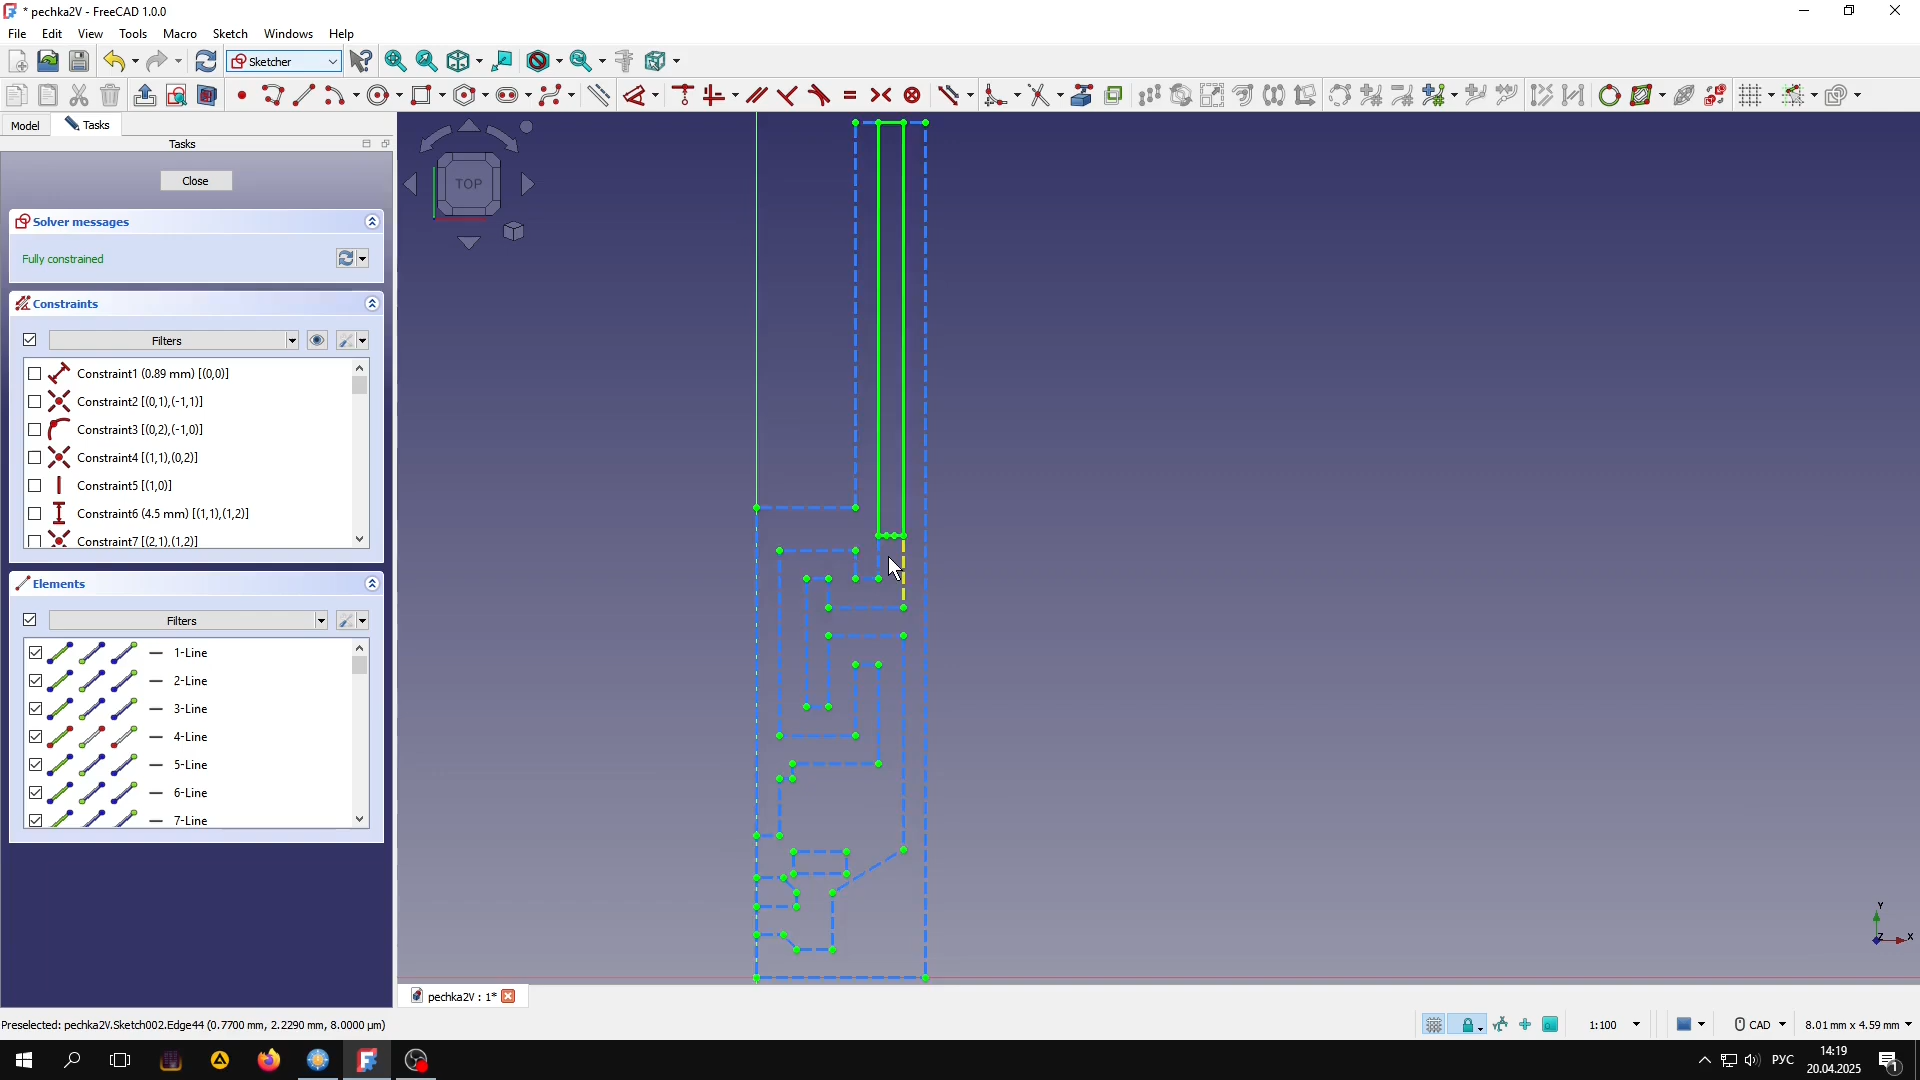 * pechka2V - FreeCAD 1.0.0
File Edit View Tools Macro Sketch Windows Help
Sketcher
Model Tasks
Tasks
Close
Solver messages
Fully constrained
Constraints
Filters
Constraint1 (0.89 mm) [(0,0)]
Constraint2 [(0,1),(-1,1)]
Constraint3 [(0,2),(-1,0)]
Constraint4 [(1,1),(0,2)]
Constraint5 [(1,0)]
Constraint6 (4.5 mm) [(1,1),(1,2)]
Constraint7 [(2,1),(1,2)]
Elements
Filters
1-Line
2-Line
3-Line
4-Line
5-Line
6-Line
7-Line
TOP
Y
Z
X
pechka2V : 1*
Preselected: pechka2V.Sketch002.Edge44 (0.7700 mm, 2.2290 mm, 8.0000 µm)
1:100
CAD
8.01 mm x 4.59 mm
РУС
14:19
20.04.2025
1